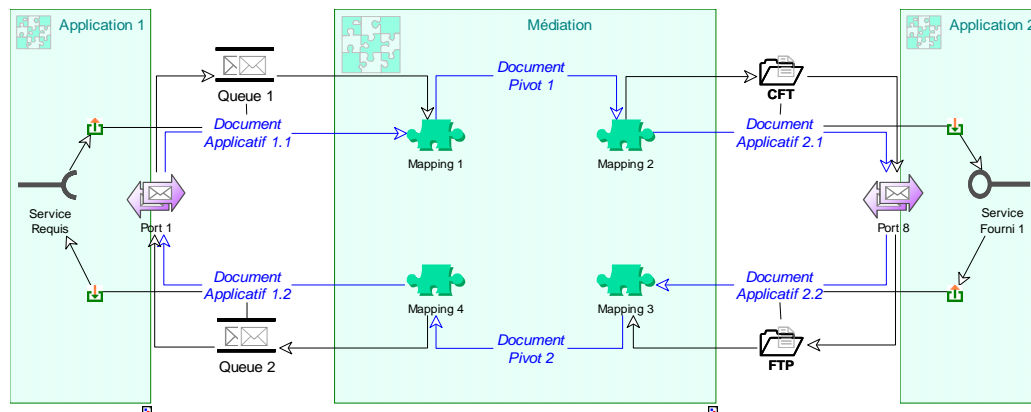 Application 1
Médiation
Application 2
Document
Pivot 1
Queue 1
CFT
Document
Applicatif 1.1
Document
Applicatif 2.1
Mapping 1
Mapping 2
Service
Requis
Port 1
Port 8
Service
Fourni 1
Document
Applicatif 1.2
Document
Applicatif 2.2
Mapping 4
Mapping 3
Document
Pivot 2
Queue 2
FTP